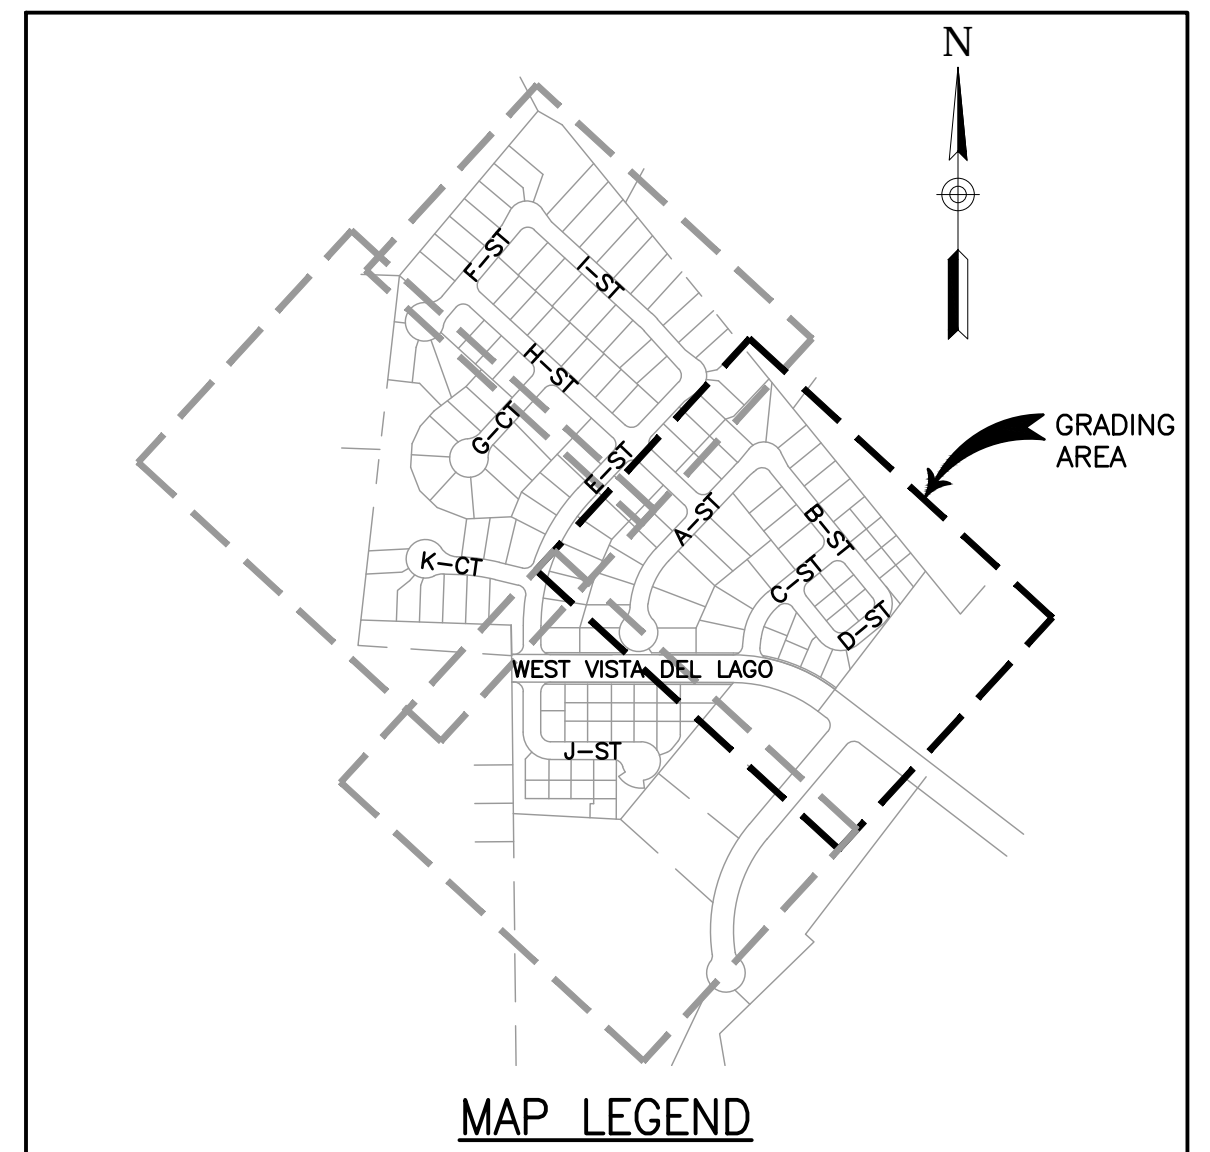 N
GRADING
AREA
F-ST
I-ST
H-ST
G-CT
E-ST
A-ST
B-ST
C-ST
D-ST
K-CT
WEST VISTA DEL LAGO
J-ST
MAP LEGEND